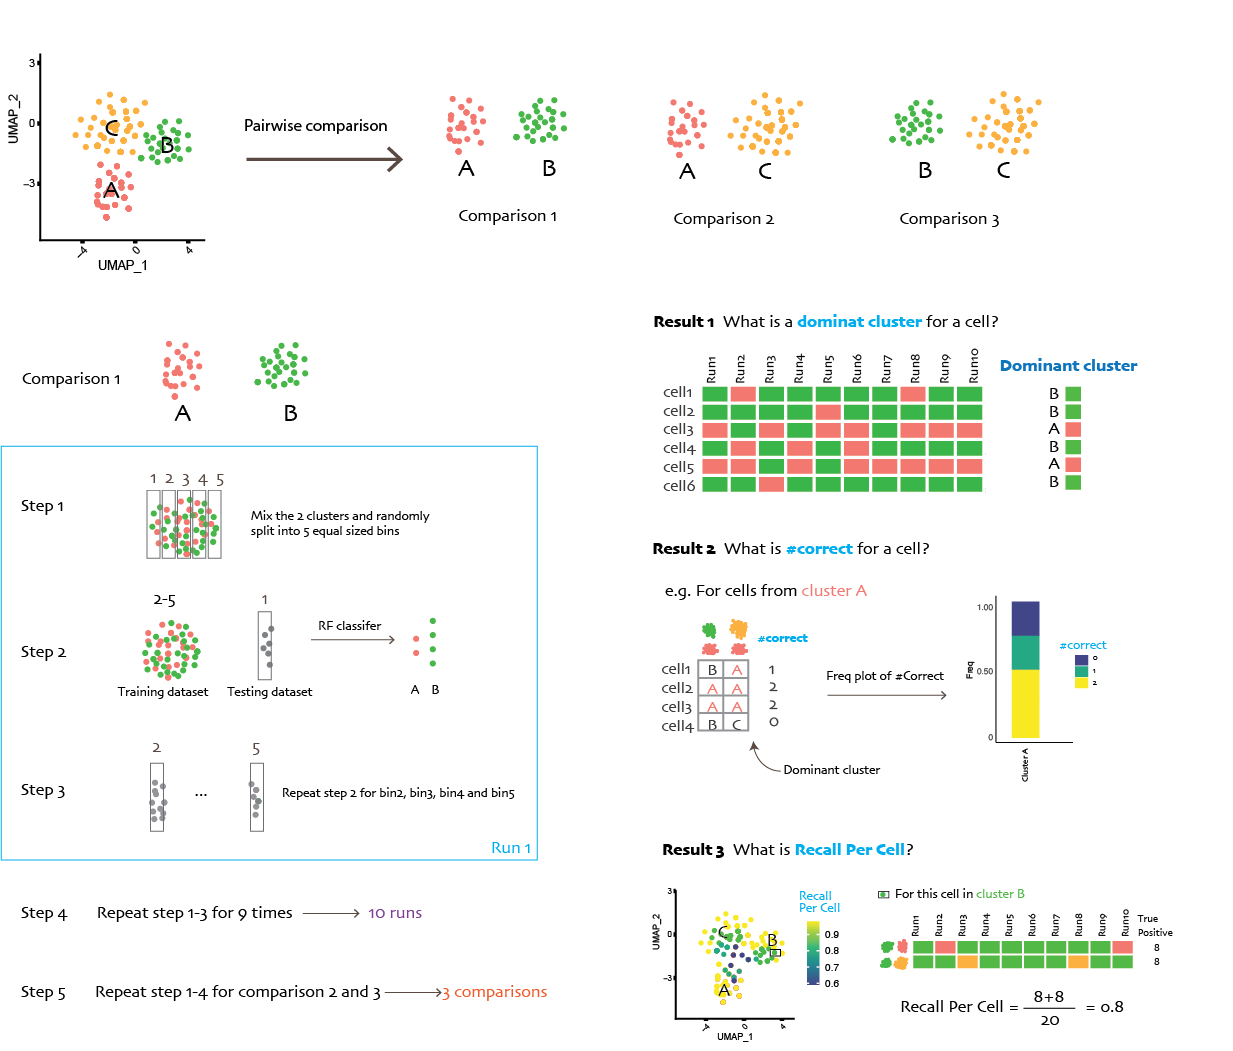 3
0
−3
UMAP_2
−4
0
4
UMAP_1
C
B
A
Pairwise comparison
A
B
Comparison 1
A
C
Comparison 2
B
C
Comparison 3
Comparison 1
A
B
Step 1
1 2 3 4 5
Mix the 2 clusters and randomly
split into 5 equal sized bins
Step 2
2-5
Training dataset
1
Testing dataset
RF classifer
A B
Step 3
2
...
5
Repeat step 2 for bin2, bin3, bin4 and bin5
Run 1
Step 4 Repeat step 1-3 for 9 times 10 runs
Step 5 Repeat step 1-4 for comparison 2 and 3 3 comparisons
Result 1 What is a dominat cluster for a cell?
Run1 Run2 Run3 Run4 Run5 Run6 Run7 Run8 Run9 Run10
Dominant cluster
cell1 B
cell2 B
cell3 A
cell4 B
cell5 A
cell6 B
Result 2 What is #correct for a cell?
e.g. For cells from cluster A
#correct
cell1 B A 1
cell2 A A 2
cell3 A A 2
cell4 B C 0
Dominant cluster
Freq plot of #Correct
1.00
0.50
0
Freq
Cluster A
#correct
0
1
2
Result 3 What is Recall Per Cell?
3
0
−3
UMAP_2
−4
0
4
UMAP_1
C
B
A
Recall
Per Cell
0.9
0.8
0.7
0.6
For this cell in cluster B
Run1 Run2 Run3 Run4 Run5 Run6 Run7 Run8 Run9 Run10
True
Positive
8
8
Recall Per Cell = 8+8 / 20 = 0.8